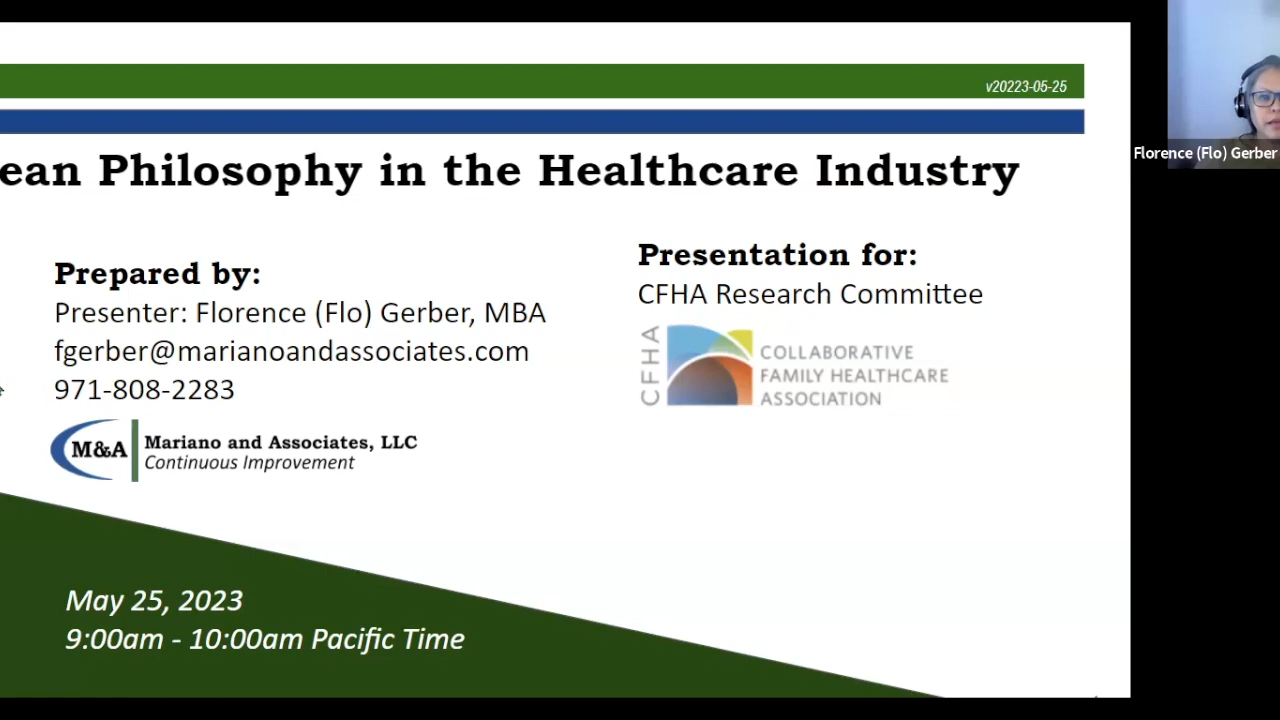 v20223-05-25
ean Philosophy in the Healthcare Industry
Prepared by:
Presenter: Florence (Flo) Gerber, MBA
fgerber@marianoandassociates.com
971-808-2283
M&A
Mariano and Associates, LLC
Continuous Improvement
Presentation for:
CFHA Research Committee
CFHA
COLLABORATIVE
FAMILY HEALTHCARE
ASSOCIATION
May 25, 2023
9:00am - 10:00am Pacific Time
Florence (Flo) Gerber